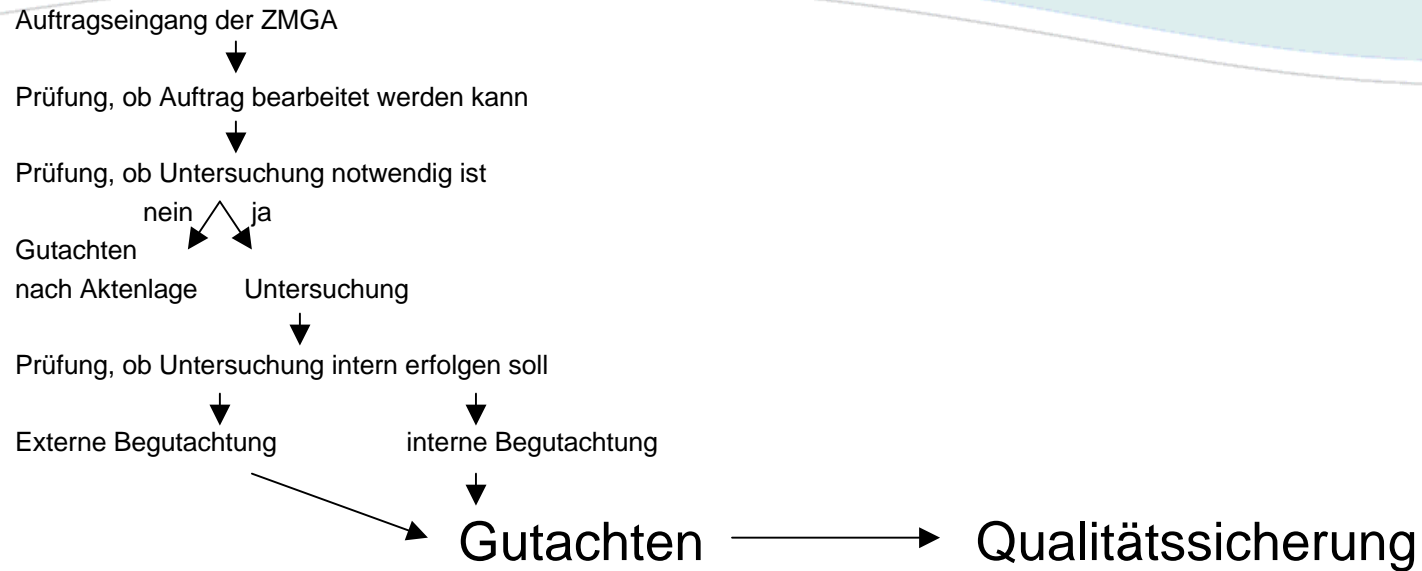 Auftragseingang der ZMGA
Prüfung, ob Auftrag bearbeitet werden kann
Prüfung, ob Untersuchung notwendig ist
nein ja
Gutachten
nach Aktenlage Untersuchung
Prüfung, ob Untersuchung intern erfolgen soll
Externe Begutachtung interne Begutachtung
Gutachten Qualitätssicherung